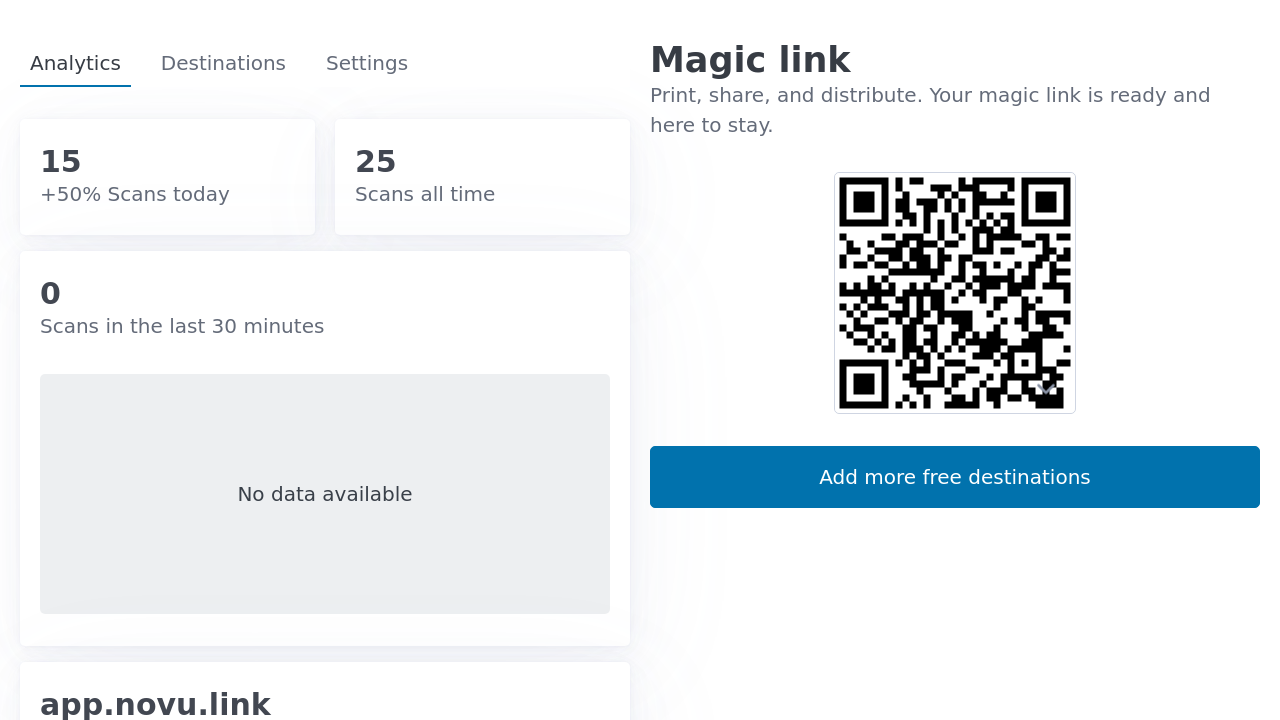 Analytics
Destinations
Settings
15
+50% Scans today
25
Scans all time
0
Scans in the last 30 minutes
No data available
app.novu.link
Magic link
Print, share, and distribute. Your magic link is ready and
here to stay.
Add more free destinations